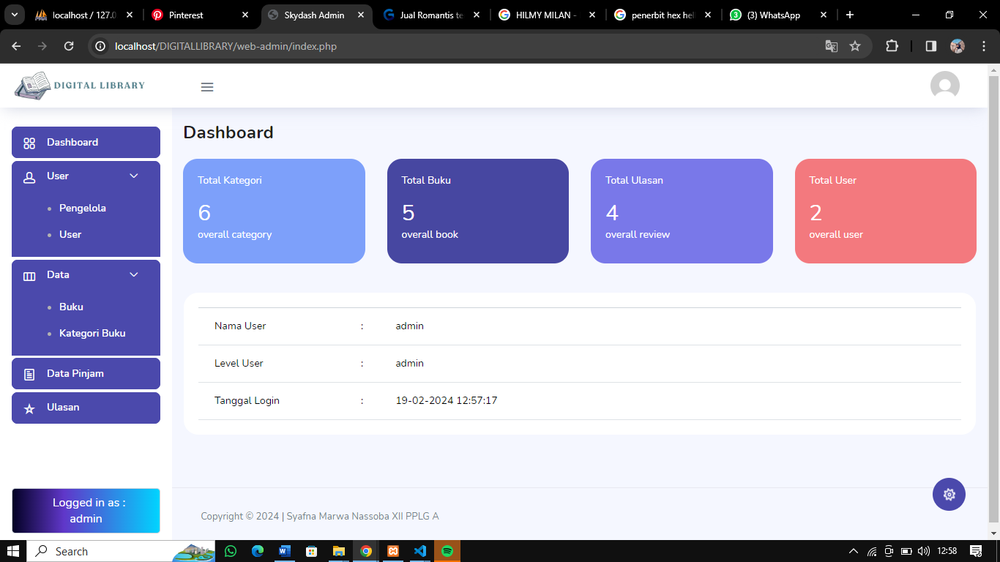 localhost / 127.0
Pinterest
Skydash Admin
Jual Romantis te
HILMY MILAN -
penerbit hex hel
3
(3) WhatsApp
localhost/DIGITALLIBRARY/web-admin/index.php
DIGITAL LIBRARY
Dashboard
User
Pengelola
User
Data
Buku
Kategori Buku
Data Pinjam
Ulasan
Logged in as :
admin
Dashboard
Total Kategori
6
overall category
Total Buku
5
overall book
Total Ulasan
4
overall review
Total User
2
overall user
Nama User : admin
Level User : admin
Tanggal Login : 19-02-2024 12:57:17
Copyright © 2024 | Syafna Marwa Nassoba XII PPLG A
Search
12:58